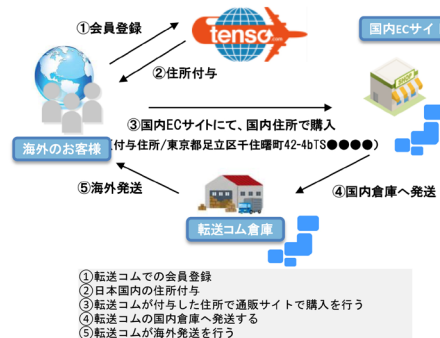 ①会員登録
tenso.com
国内ECサイ
②住所付与
SHOP
③国内ECサイトにて、国内住所で購入
海外のお客様
(付与住所/東京都足立区千住曙町42-4bTS●●●●)
⑤海外発送
④国内倉庫へ発送
転送コム倉庫
①転送コムでの会員登録
②日本国内の住所付与
③転送コムが付与した住所で通販サイトで購入を行う
④転送コムの国内倉庫へ発送する
⑤転送コムが海外発送を行う